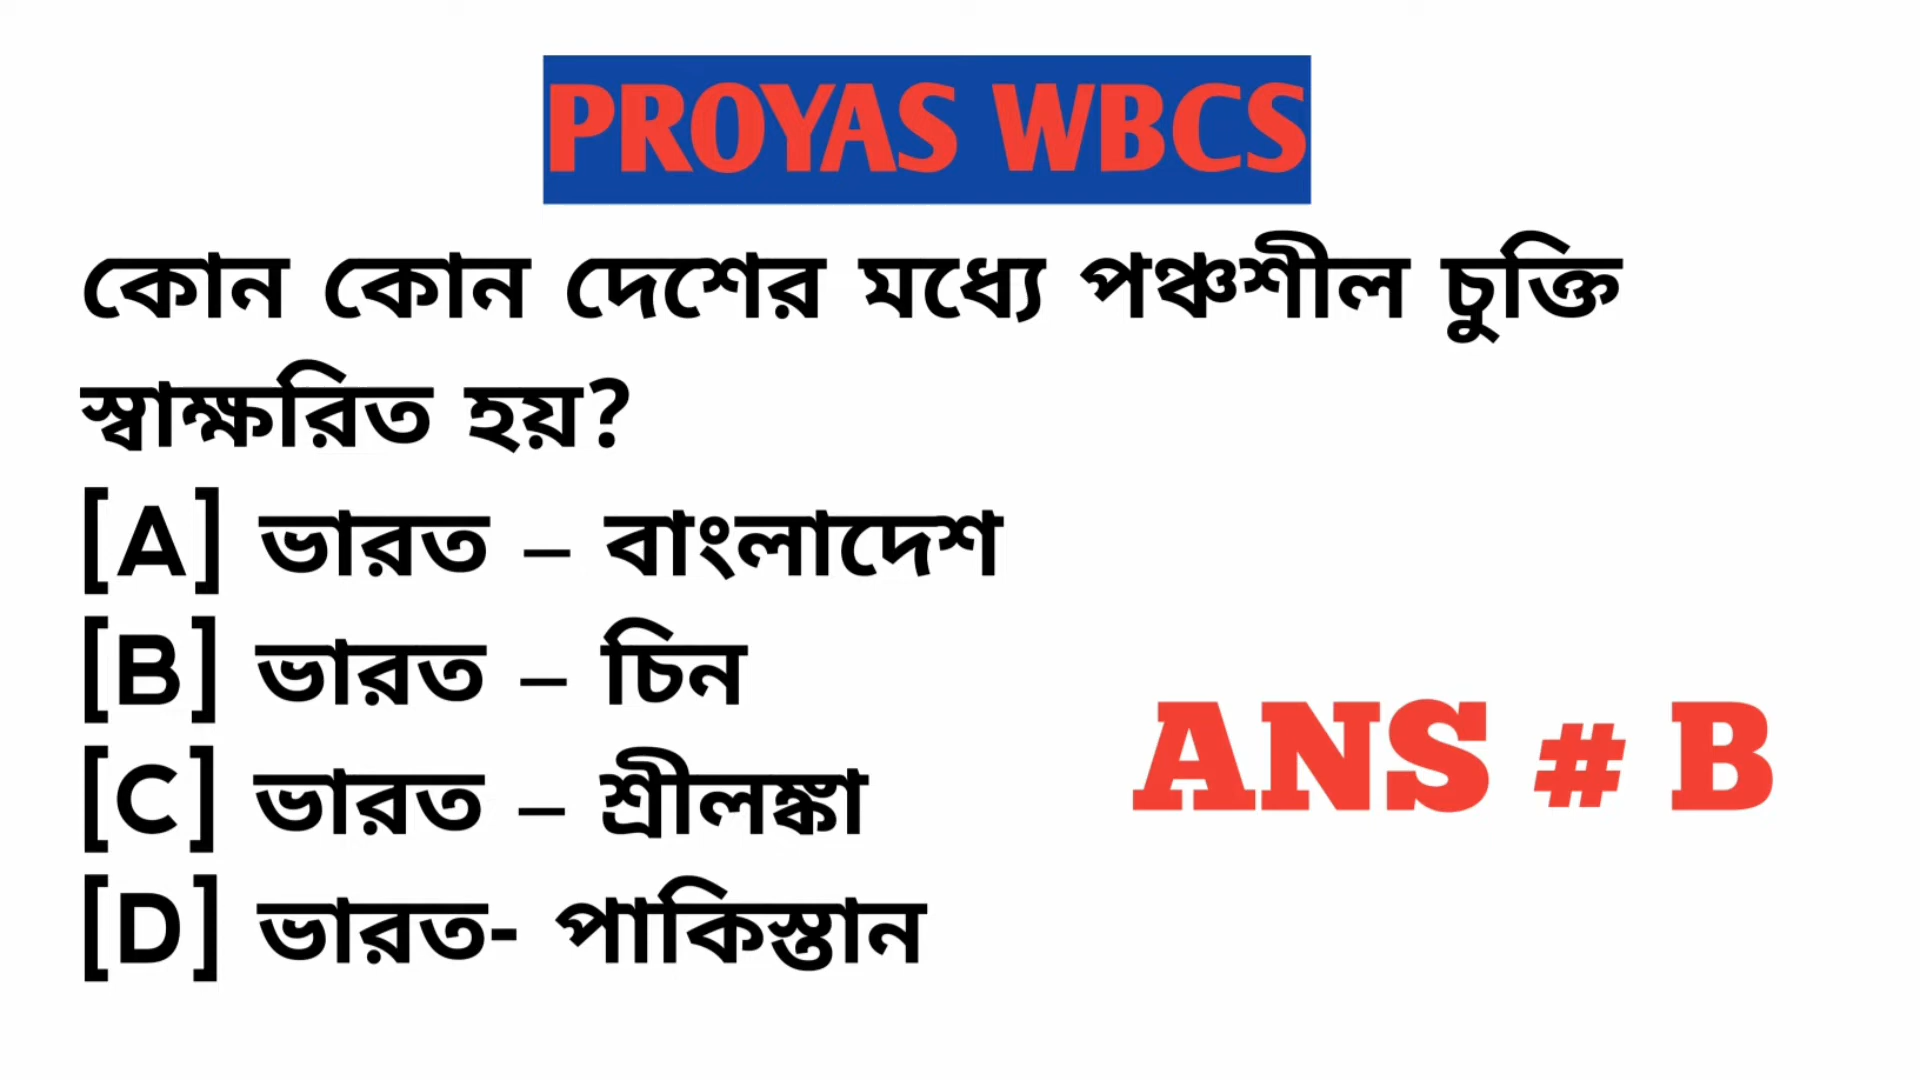 PROYAS WBCS
কোন কোন দেশের মধ্যে পঞ্চশীল চুক্তি
স্বাক্ষরিত হয়?
[A] ভারত – বাংলাদেশ
[B] ভারত – চিন
[C] ভারত – শ্রীলঙ্কা
[D] ভারত- পাকিস্তান
ANS # B